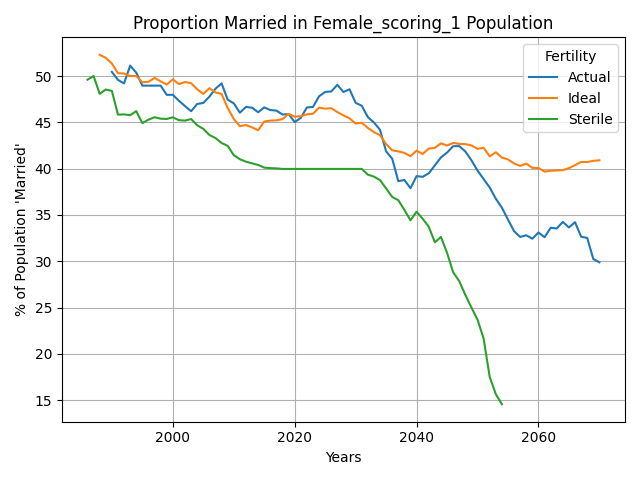 Proportion Married in Female_scoring_1 Population
% of Population 'Married'
50
45
40
35
30
25
20
15
Fertility
Actual
Ideal
Sterile
2000
2020
2040
2060
Years